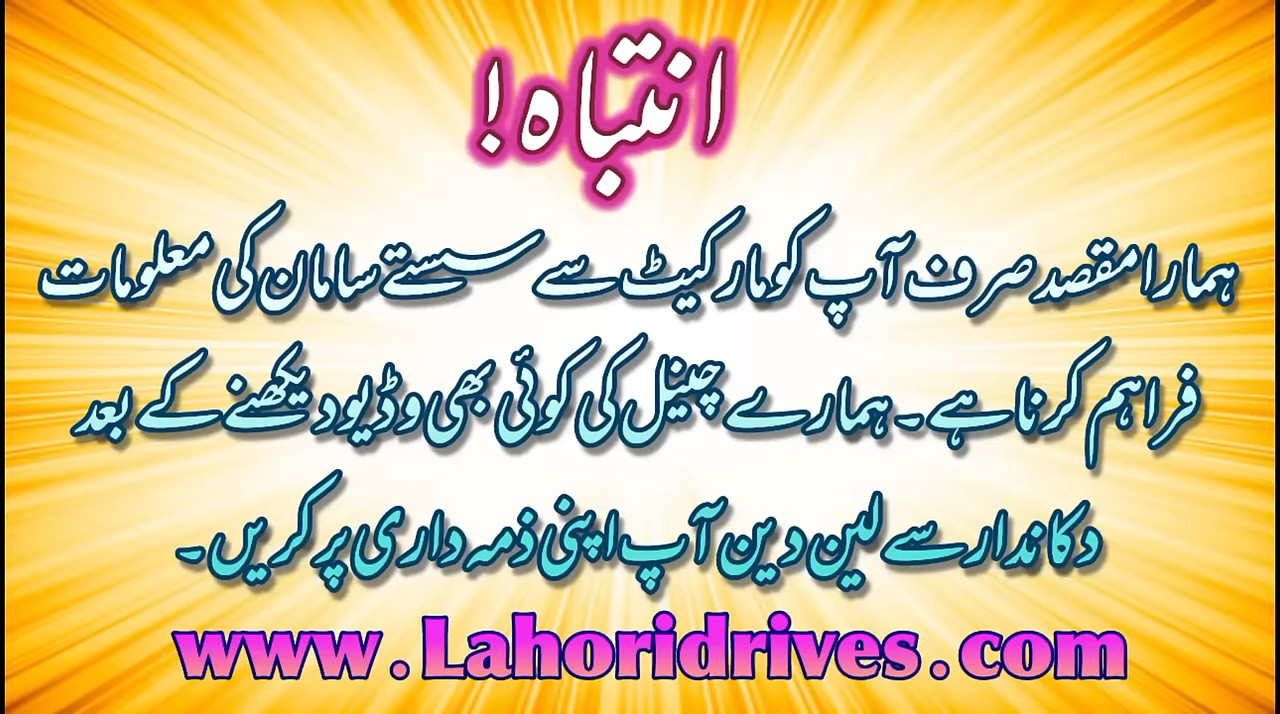 انتباہ!
ہمارا مقصد صرف آپ کو مارکیٹ سے سستے سامان کی معلومات
فراہم کرنا ہے۔ ہمارے چینل کی کوئی بھی وڈیو دیکھنے کے بعد
دکاندار سے لین دین آپ اپنی ذمہ داری پر کریں۔
www.Lahoridrives.com